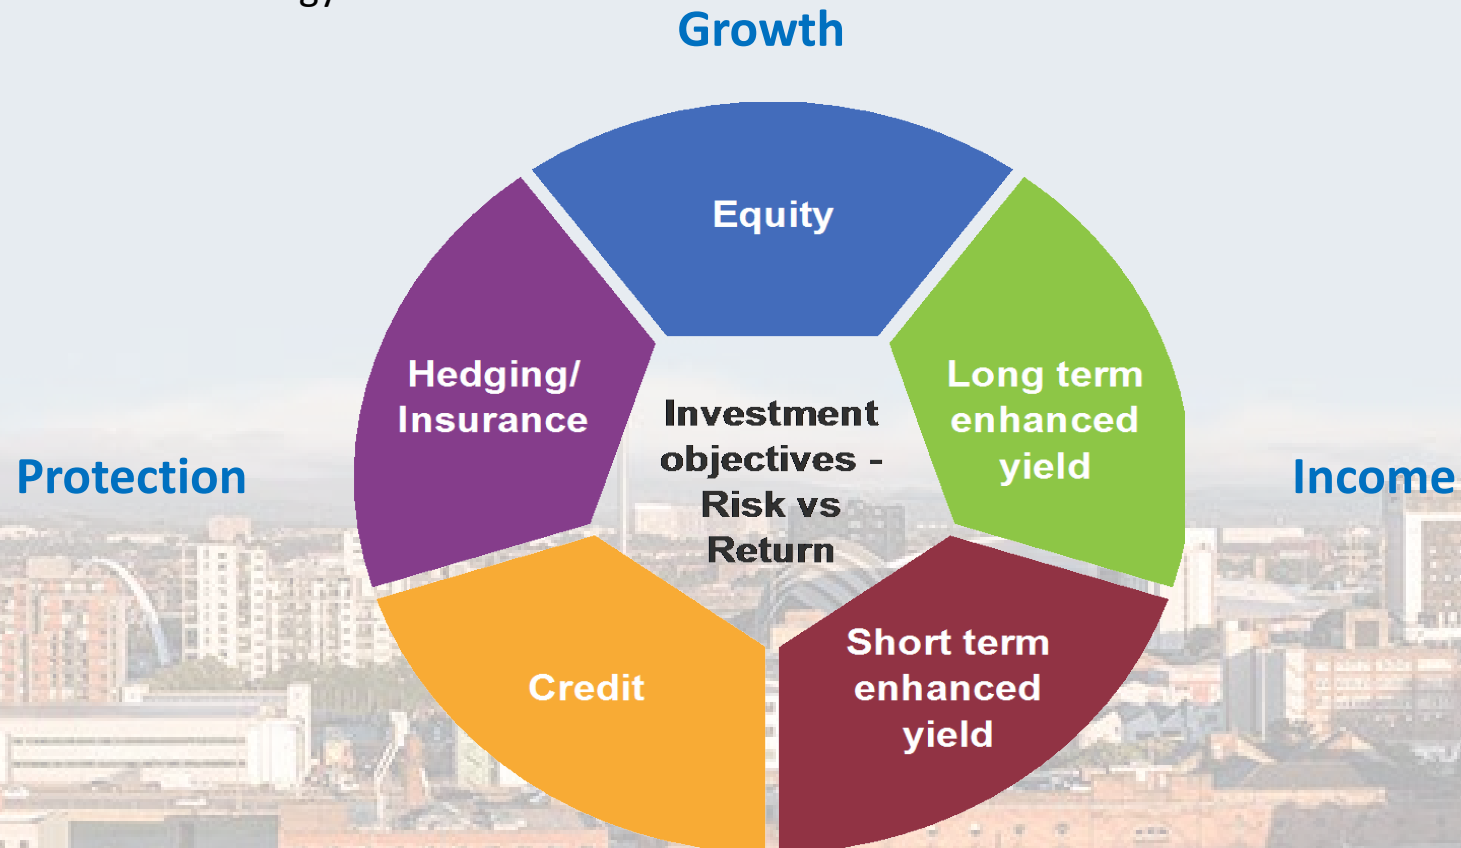 Growth
Equity
Hedging/
Insurance
Long term
enhanced
yield
Investment
objectives -
Risk vs
Return
Protection
Income
Credit
Short term
enhanced
yield